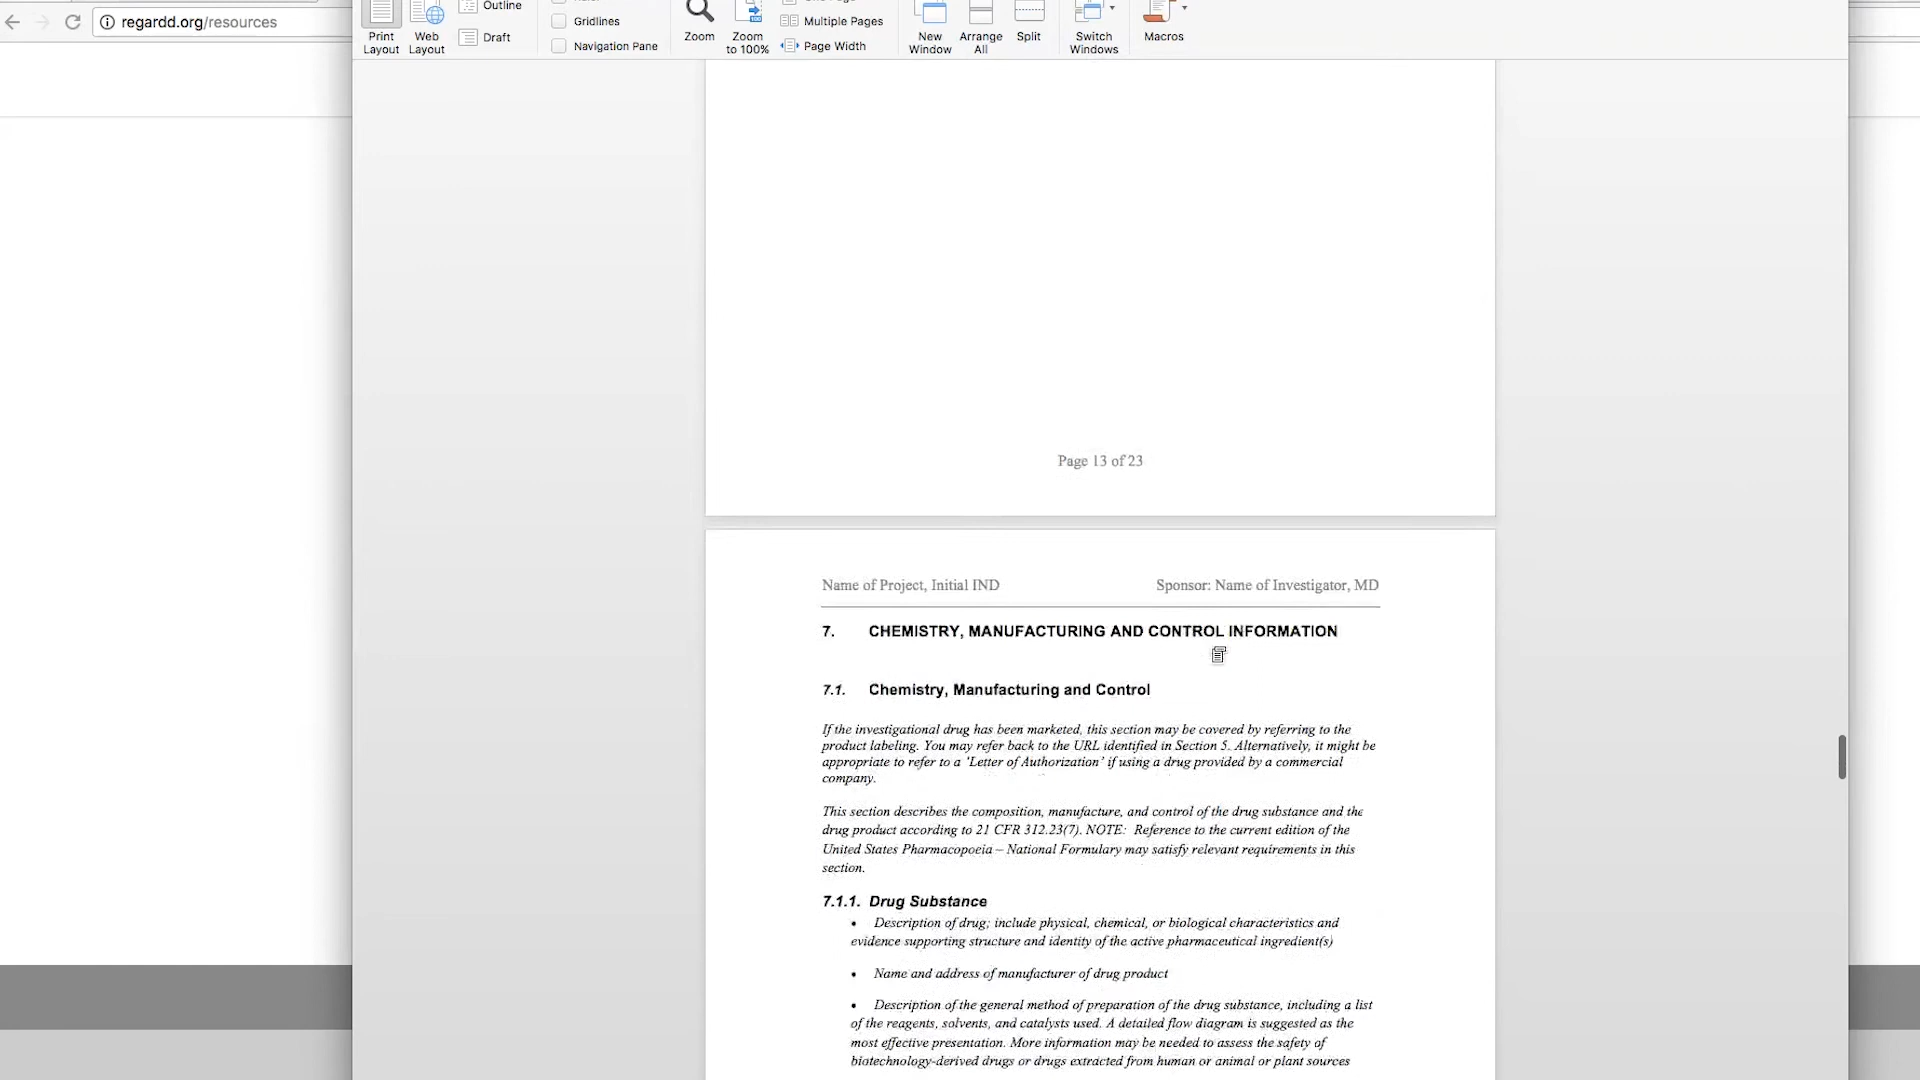 regardd.org/resources
Outline
Gridlines
Multiple Pages
Draft
Navigation Pane
Page Width
Print Layout
Web Layout
Zoom
Zoom to 100%
New Window
Arrange All
Split
Switch Windows
Macros
Page 13 of 23
Name of Project, Initial IND Sponsor: Name of Investigator, MD
7. CHEMISTRY, MANUFACTURING AND CONTROL INFORMATION
7.1. Chemistry, Manufacturing and Control
If the investigational drug has been marketed, this section may be covered by referring to the
product labeling. You may refer back to the URL identified in Section 5. Alternatively, it might be
appropriate to refer to a 'Letter of Authorization' if using a drug provided by a commercial
company.
This section describes the composition, manufacture, and control of the drug substance and the
drug product according to 21 CFR 312.23(7). NOTE: Reference to the current edition of the
United States Pharmacopoeia – National Formulary may satisfy relevant requirements in this
section.
7.1.1. Drug Substance
• Description of drug; include physical, chemical, or biological characteristics and
evidence supporting structure and identity of the active pharmaceutical ingredient(s)
• Name and address of manufacturer of drug product
• Description of the general method of preparation of the drug substance, including a list
of the reagents, solvents, and catalysts used. A detailed flow diagram is suggested as the
most effective presentation. More information may be needed to assess the safety of
biotechnology-derived drugs or drugs extracted from human or animal or plant sources